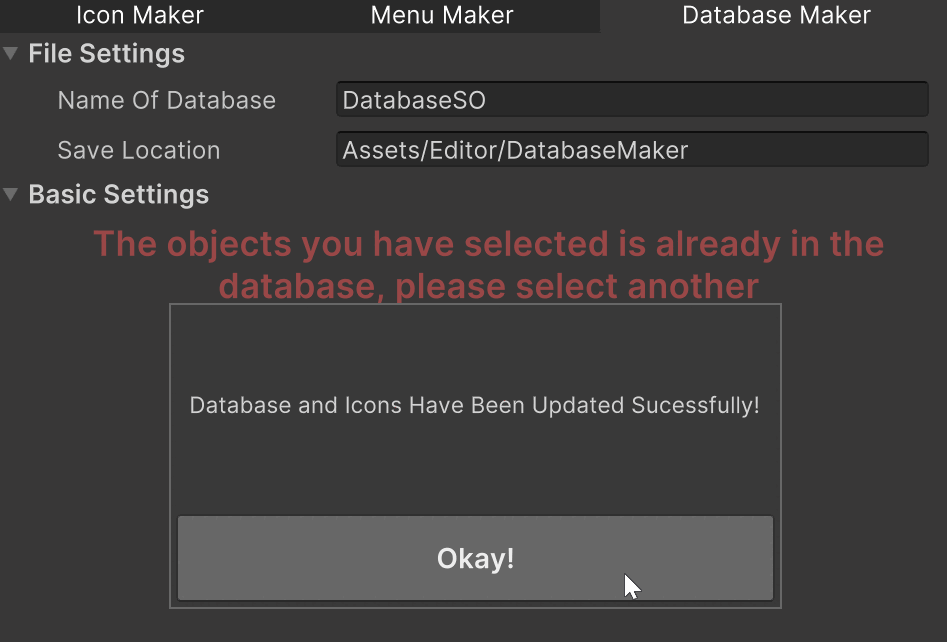 Icon Maker Menu Maker Database Maker
File Settings
Name Of Database DatabaseSO
Save Location Assets/Editor/DatabaseMaker
Basic Settings
The objects you have selected is already in the
database, please select another
Database and Icons Have Been Updated Sucessfully!
Okay!